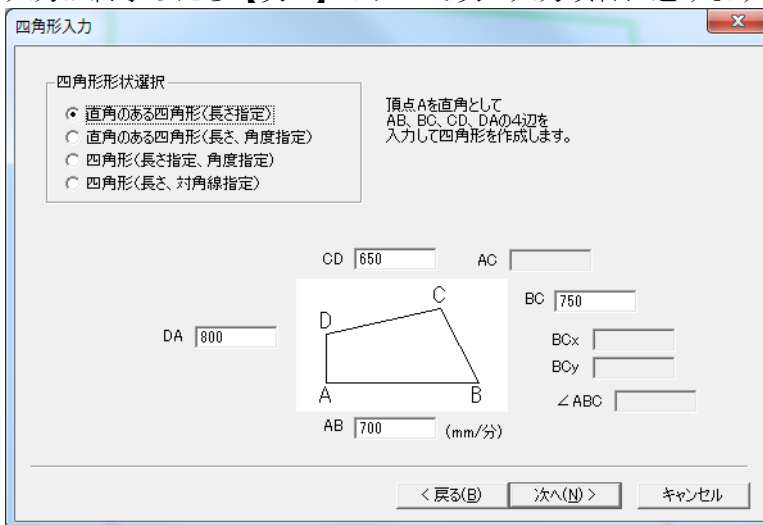 四角形入力
四角形形状選択
直角のある四角形(長さ指定)
直角のある四角形(長さ、角度指定)
四角形(長さ指定、角度指定)
四角形(長さ、対角線指定)
頂点Aを直角として
AB、BC、CD、DAの4辺を
入力して四角形を作成します。
CD 650 AC
BC 750
DA 800
BCx
BCy
∠ABC
D C
A B
AB 700 (mm/分)
< 戻る(B) 次へ(N) > キャンセル